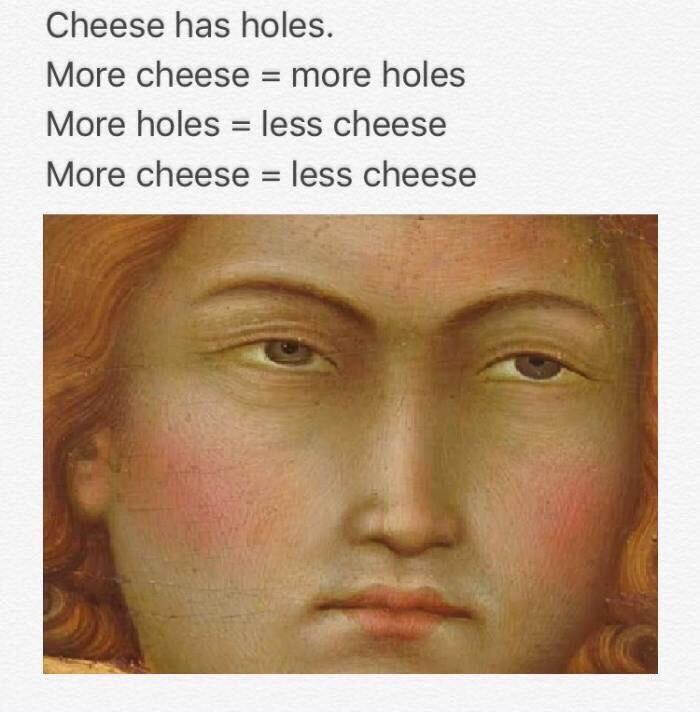 Cheese has holes.
More cheese = more holes
More holes = less cheese
More cheese = less cheese